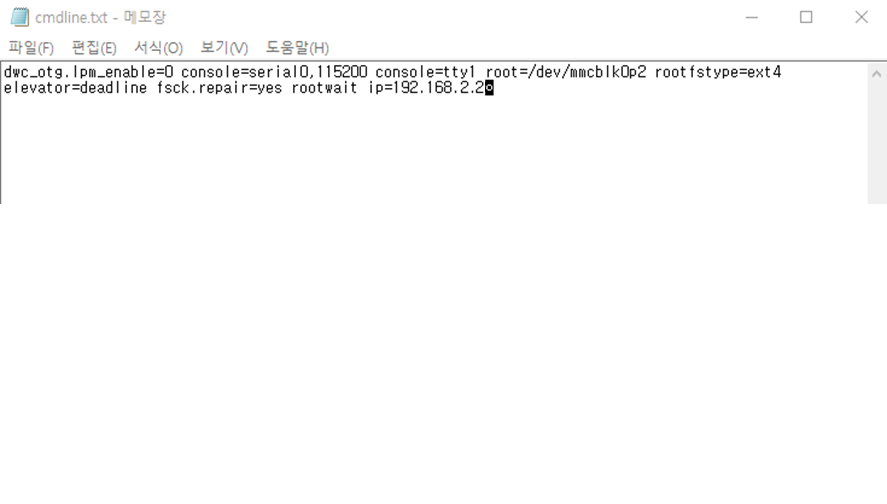 cmdline.txt - 메모장
파일(F) 편집(E) 서식(O) 보기(V) 도움말(H)
dwc_otg.lpm_enable=0 console=serial0,115200 console=tty1 root=/dev/mmcblk0p2 rootfstype=ext4
elevator=deadline fsck.repair=yes rootwait ip=192.168.2.2◙